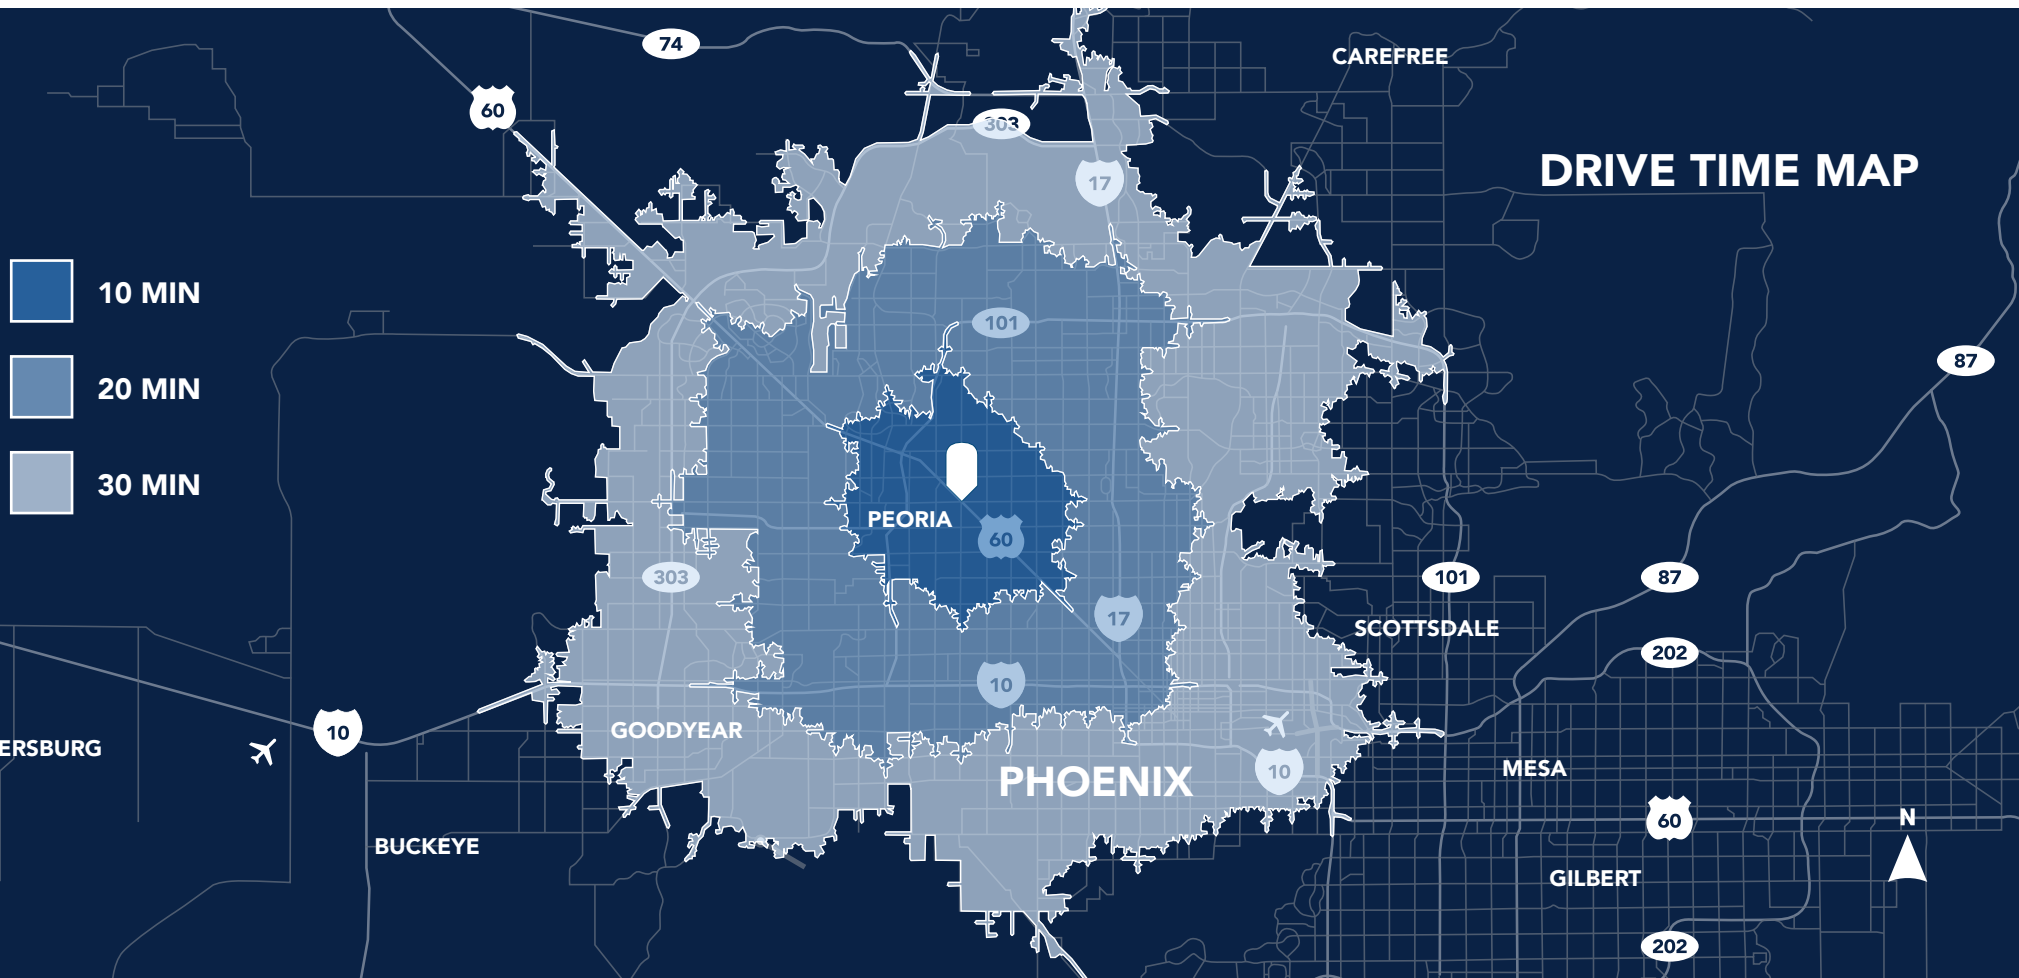 74
CAREFREE
60
303
DRIVE TIME MAP
17
10 MIN
101
87
20 MIN
30 MIN
PEORIA
60
303
101
87
17
SCOTTSDALE
202
10
GOODYEAR
10
ERSBURG
10
PHOENIX
MESA
60
N
BUCKEYE
GILBERT
202